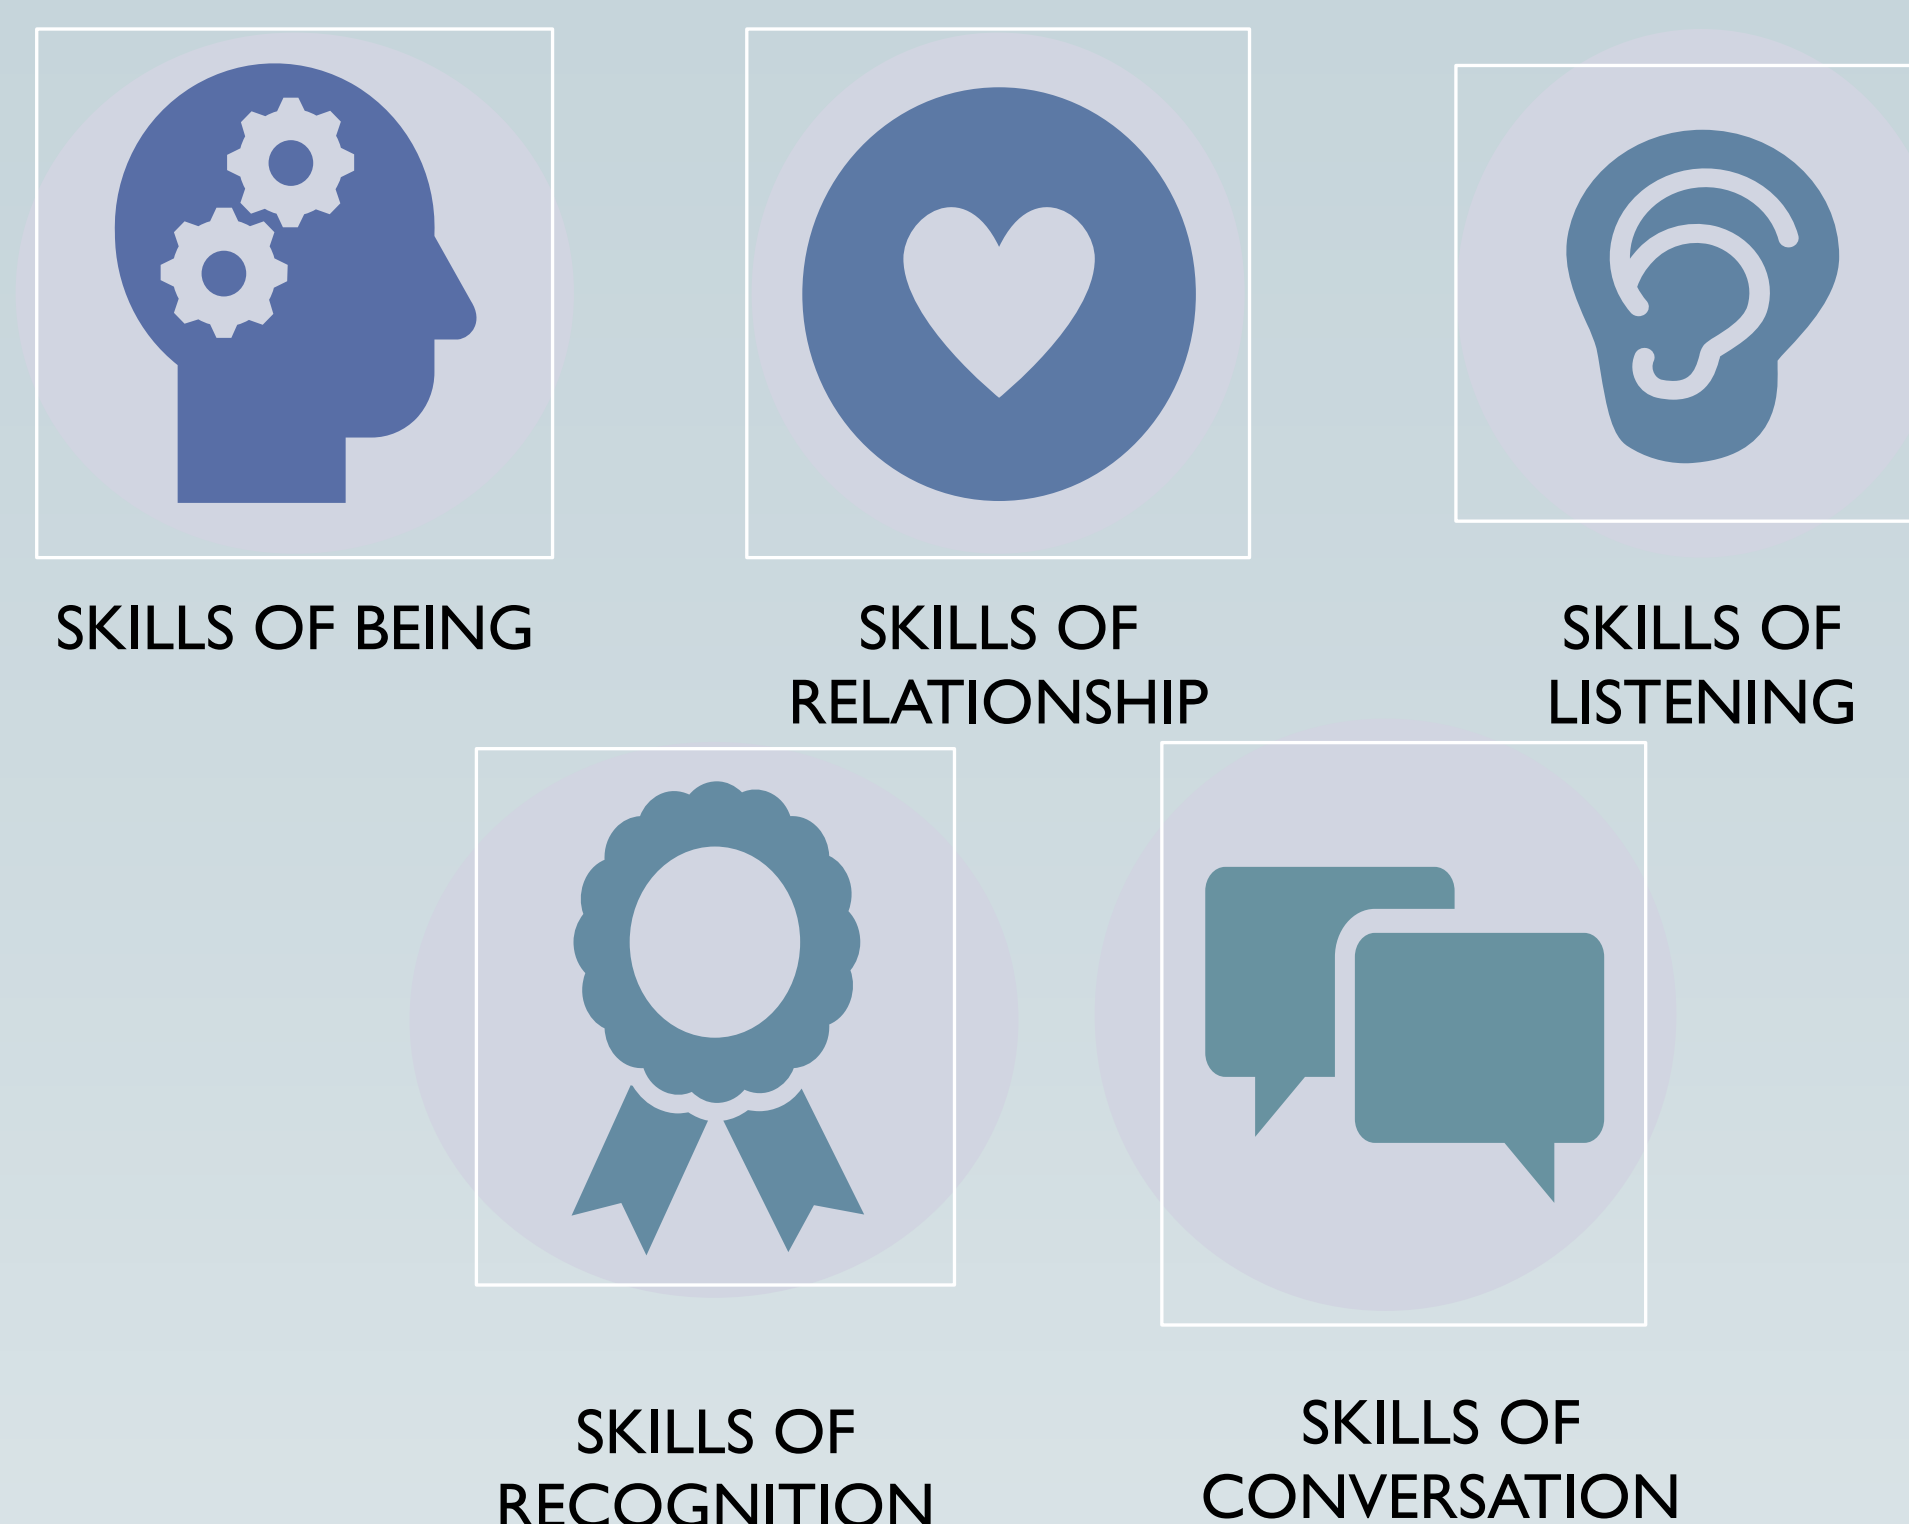 SKILLS OF BEING
SKILLS OF
RELATIONSHIP
SKILLS OF
LISTENING
SKILLS OF
RECOGNITION
SKILLS OF
CONVERSATION